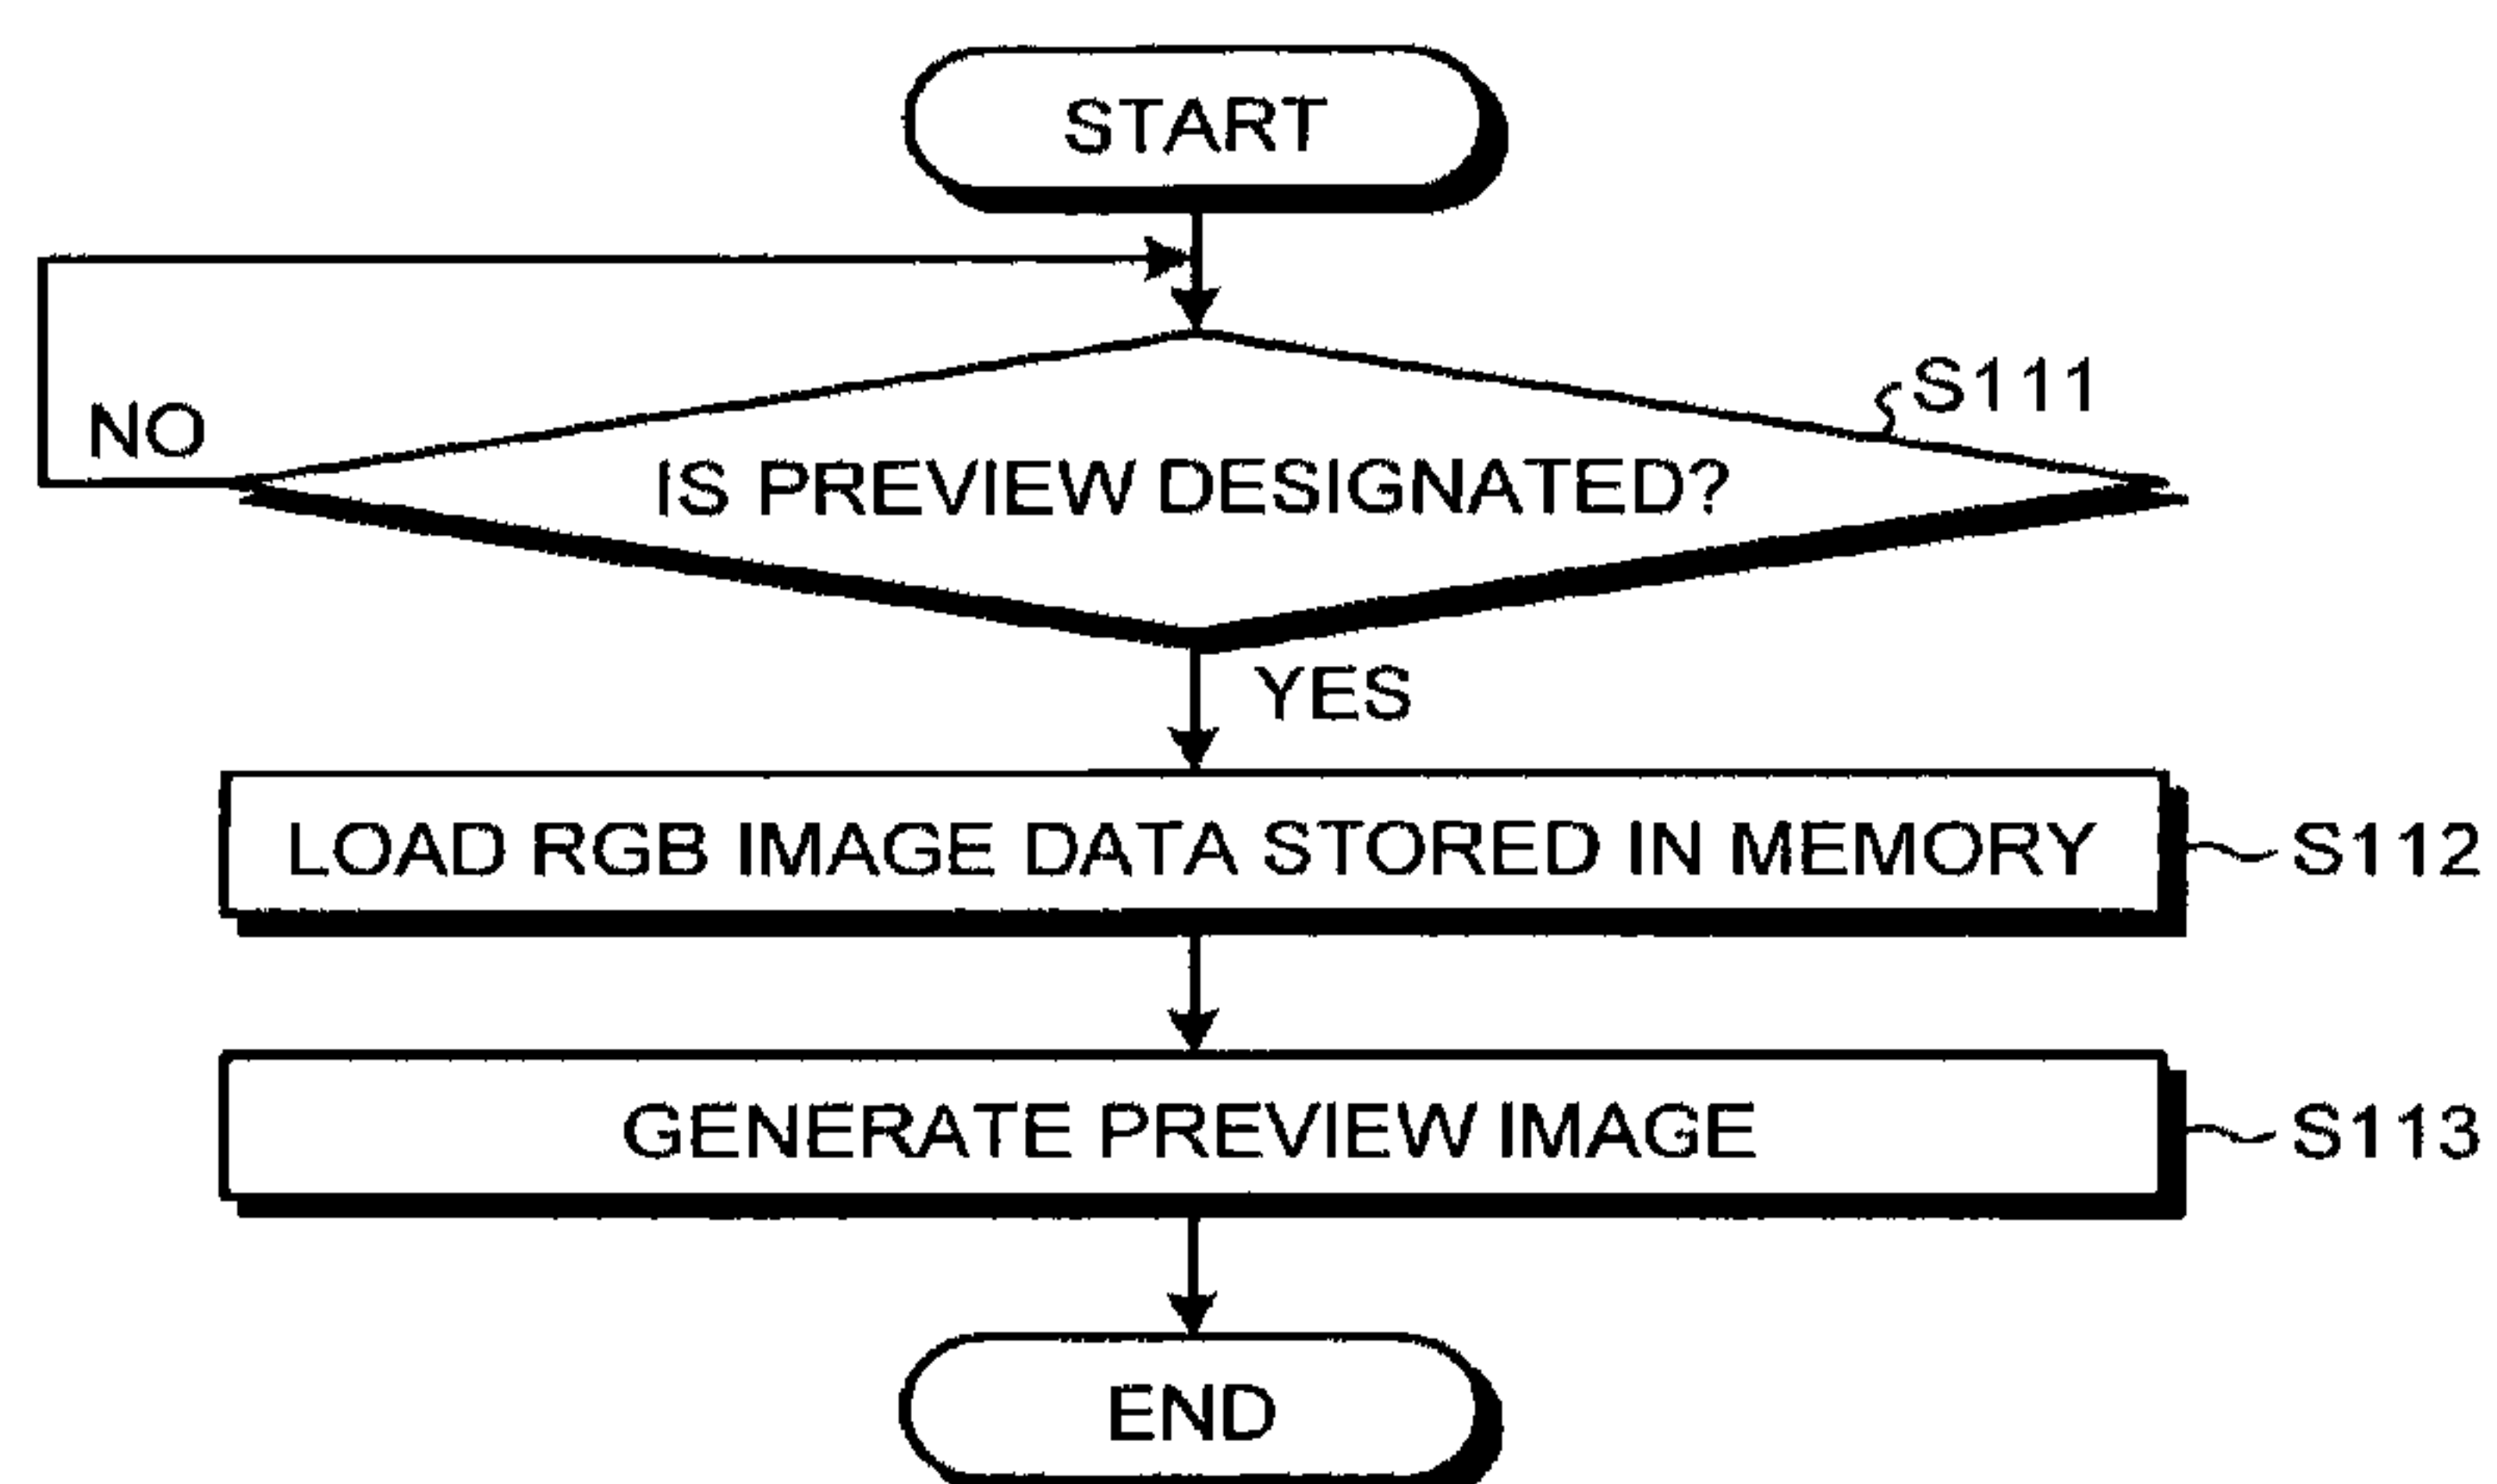 START
S111
NO
IS PREVIEW DESIGNATED?
YES
LOAD RGB IMAGE DATA STORED IN MEMORY
S112
GENERATE PREVIEW IMAGE
S113
END